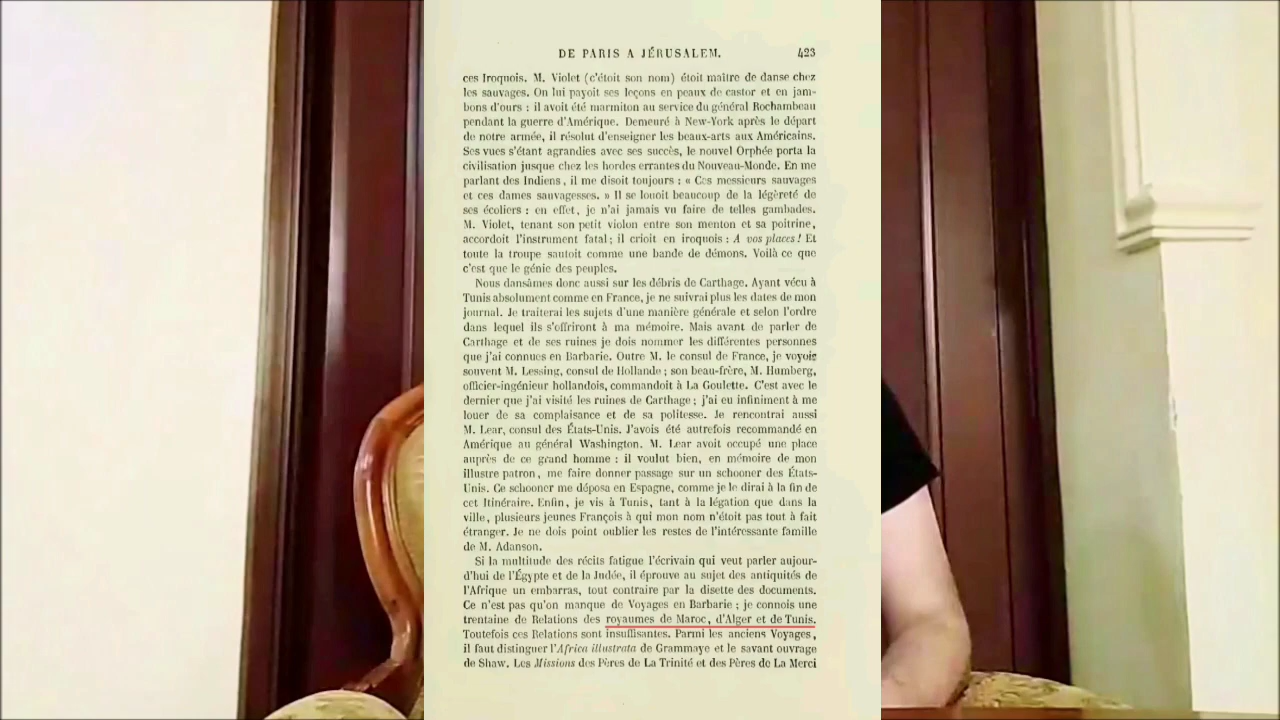 DE PARIS A JÉRUSALEM. 423
ces Iroquois. M. Violet (c'étoit son nom) étoit maître de danse chez
les sauvages. On lui payoit ses leçons en peaux de castor et en jam-
bons d'ours : il avoit été marmiton au service du général Rochambeau
pendant la guerre d'Amérique. Demeuré à New-York après le départ
de notre armée, il résolut d'enseigner les beaux-arts aux Américains.
Ses vues s'étant agrandies avec ses succès, le nouvel Orphée porta la
civilisation jusque chez les hordes errantes du Nouveau-Monde. En me
parlant des Indiens, il me disoit toujours : « Ces messieurs sauvages
et ces dames sauvagesses. » Il se louoit beaucoup de la légèreté de
ses écoliers : en effet, je n'ai jamais vu faire de telles gambades.
M. Violet, tenant son petit violon entre son menton et sa poitrine,
accordoit l'instrument fatal ; il crioit en iroquois : A vos places ! Et
toute la troupe sautoit comme une bande de démons. Voilà ce que
c'est que le génie des peuples.
Nous dansâmes donc aussi sur les débris de Carthage. Ayant vécu à
Tunis absolument comme en France, je ne suivrai plus les dates de mon
journal. Je traiterai les sujets d'une manière générale et selon l'ordre
dans lequel ils s'offriront à ma mémoire. Mais avant de parler de
Carthage et de ses ruines je dois nommer les différentes personnes
que j'ai connues en Barbarie. Outre M. le consul de France, je voyois
souvent M. Lessing, consul de Hollande ; son beau-frère, M. Humberg,
officier-ingénieur hollandois, commandoit à La Goulette. C'est avec le
dernier que j'ai visité les ruines de Carthage ; j'ai eu infiniment à me
louer de sa complaisance et de sa politesse. Je rencontrai aussi
M. Lear, consul des États-Unis. J'avois été autrefois recommandé en
Amérique au général Washington. M. Lear avoit occupé une place
auprès de ce grand homme : il voulut bien, en mémoire de mon
illustre patron, me faire donner passage sur un schooner des États-
Unis. Ce schooner me déposa en Espagne, comme je le dirai à la fin de
cet Itinéraire. Enfin, je vis à Tunis, tant à la légation que dans la
ville, plusieurs jeunes François à qui mon nom n'étoit pas tout à fait
étranger. Je ne dois point oublier les restes de l'intéressante famille
de M. Adanson.
Si la multitude des récits fatigue l'écrivain qui veut parler aujour-
d'hui de l'Égypte et de la Judée, il éprouve au sujet des antiquités de
l'Afrique un embarras, tout contraire par la disette des documents.
Ce n'est pas qu'on manque de Voyages en Barbarie ; je connois une
trentaine de Relations des royaumes de Maroc, d'Alger et de Tunis.
Toutefois ces Relations sont insuffisantes. Parmi les anciens Voyages,
il faut distinguer l'Africa illustrata de Grammaye et le savant ouvrage
de Shaw. Les Missions des Pères de La Trinité et des Pères de La Merci